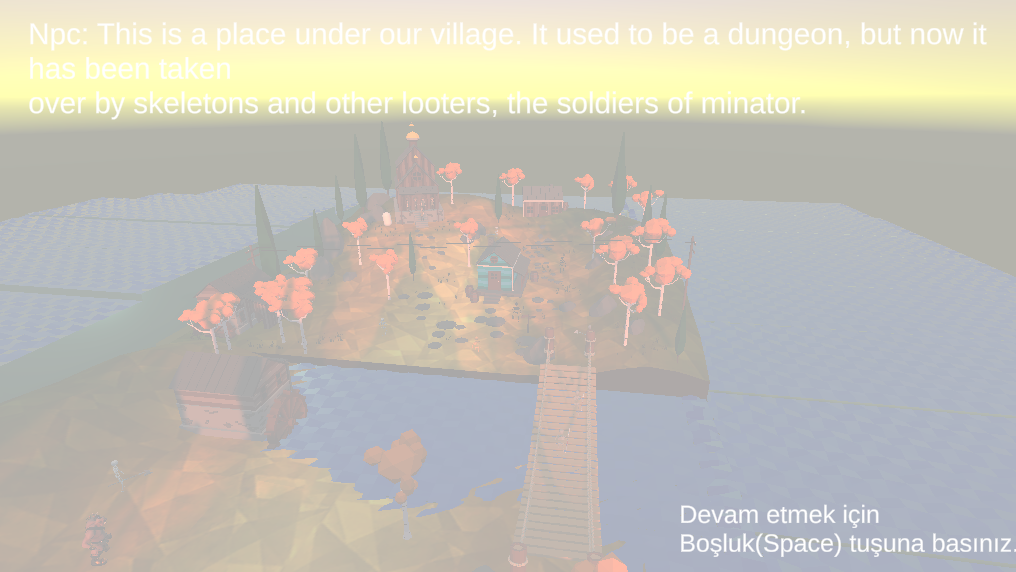 Npc: This is a place under our village. It used to be a dungeon, but now it
has been taken
over by skeletons and other looters, the soldiers of minator.
Devam etmek için
Boşluk(Space) tuşuna basınız.